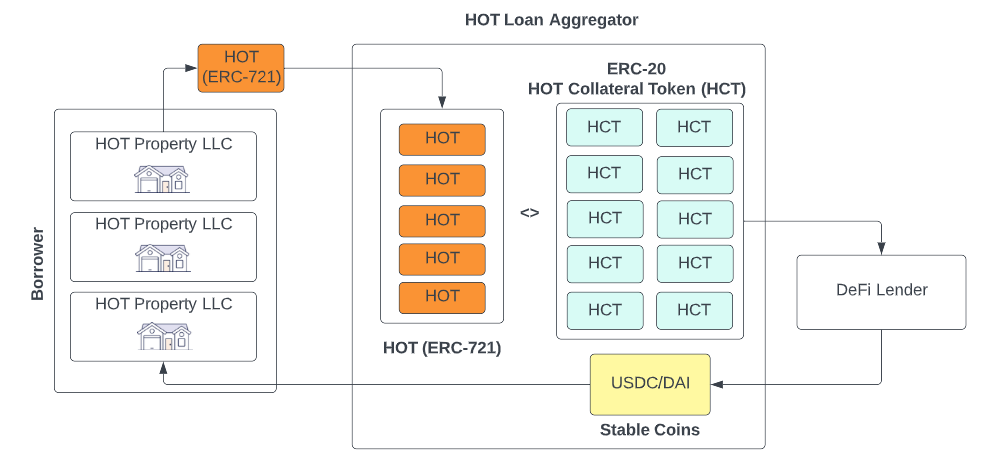 HOT Loan Aggregator
HOT
(ERC-721)
ERC-20
HOT Collateral Token (HCT)
Borrower
HOT Property LLC
HOT Property LLC
HOT Property LLC
HOT
HOT
HOT
HOT
HOT
HOT (ERC-721)
<>
HCT HCT
HCT HCT
HCT HCT
HCT HCT
HCT HCT
DeFi Lender
USDC/DAI
Stable Coins